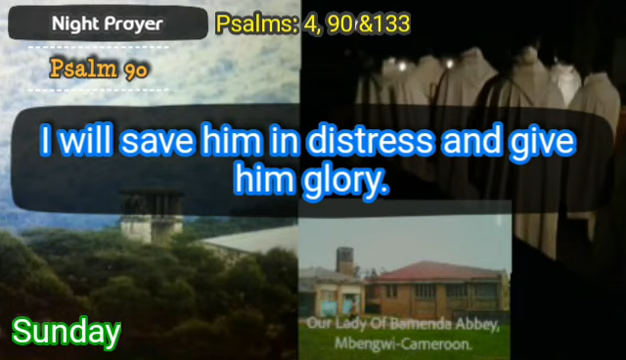 Night Prayer
Psalms: 4, 90 &133
Psalm 90
I will save him in distress and give
him glory.
Our Lady Of Bamenda Abbey,
Mbengwi-Cameroon.
Sunday